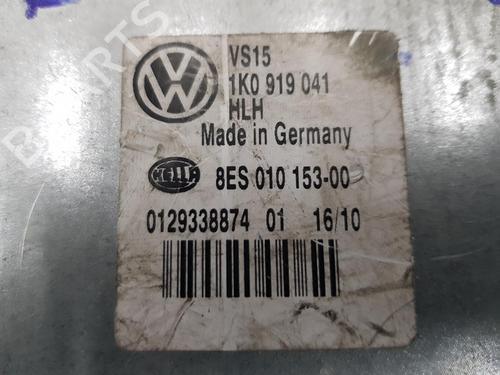 VS15
1K0 919 041
HLH
Made in Germany
HELLA
8ES 010 153-00
0129338874 01 16/10